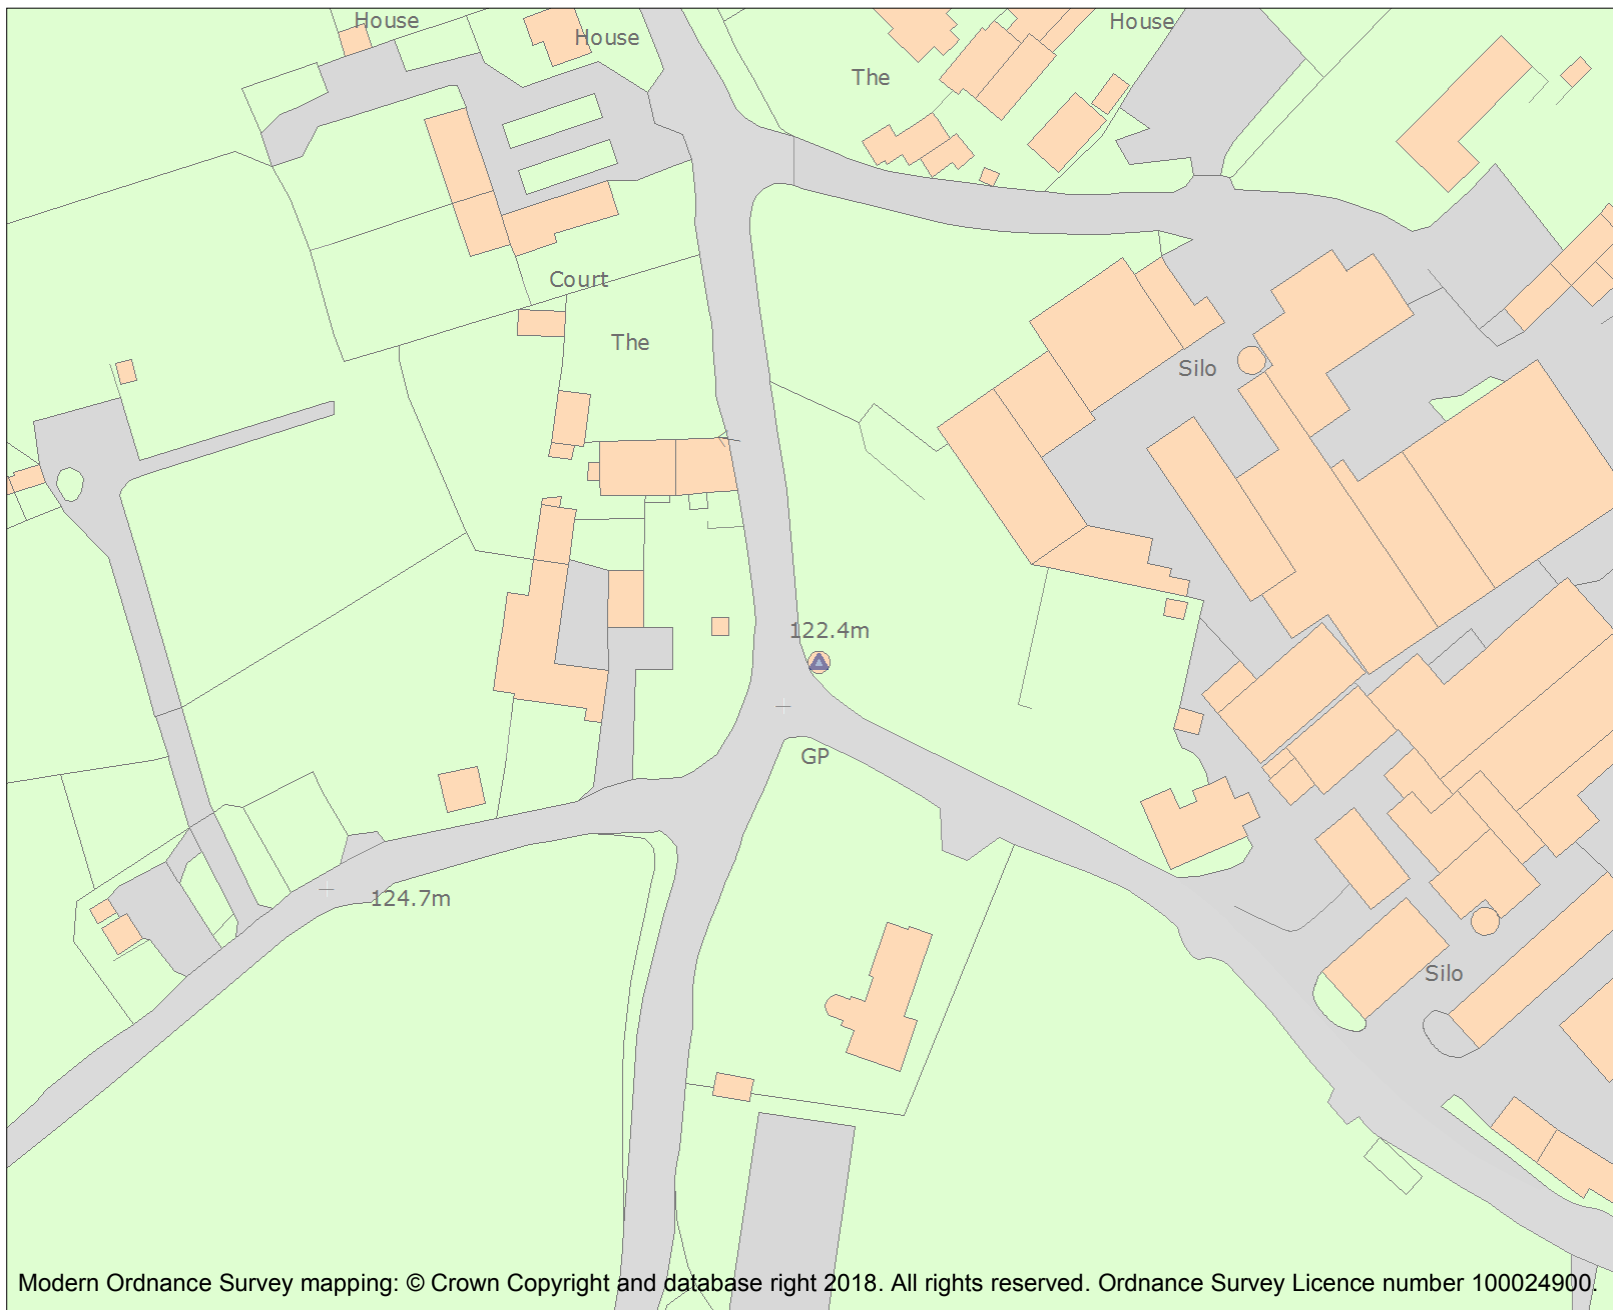 House
House
House
The
Court
The
Silo
122.4m
GP
124.7m
Silo
Modern Ordnance Survey mapping: © Crown Copyright and database right 2018. All rights reserved. Ordnance Survey Licence number 100024900.